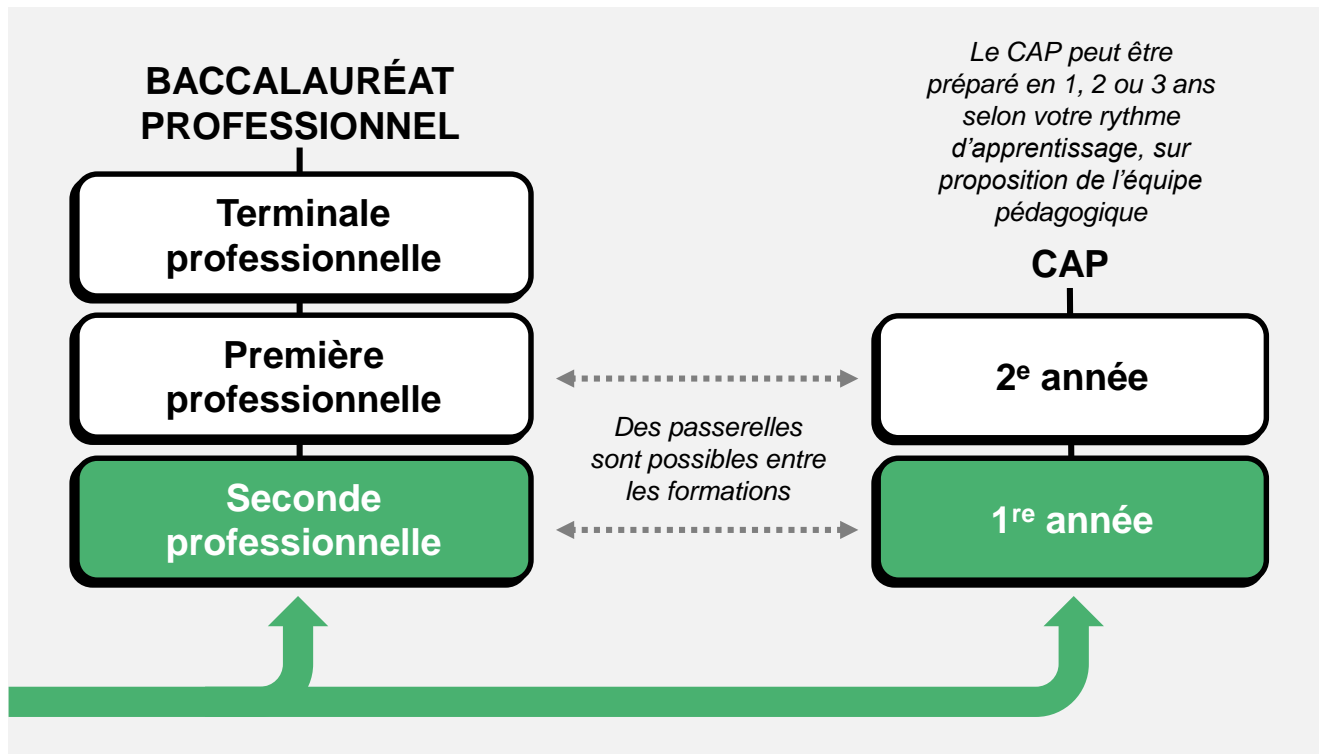 BACCALAURÉAT
PROFESSIONNEL
Terminale
professionnelle
Première
professionnelle
Seconde
professionnelle
Des passerelles
sont possibles entre
les formations
Le CAP peut être
préparé en 1, 2 ou 3 ans
selon votre rythme
d’apprentissage, sur
proposition de l’équipe
pédagogique
CAP
2e année
1re année